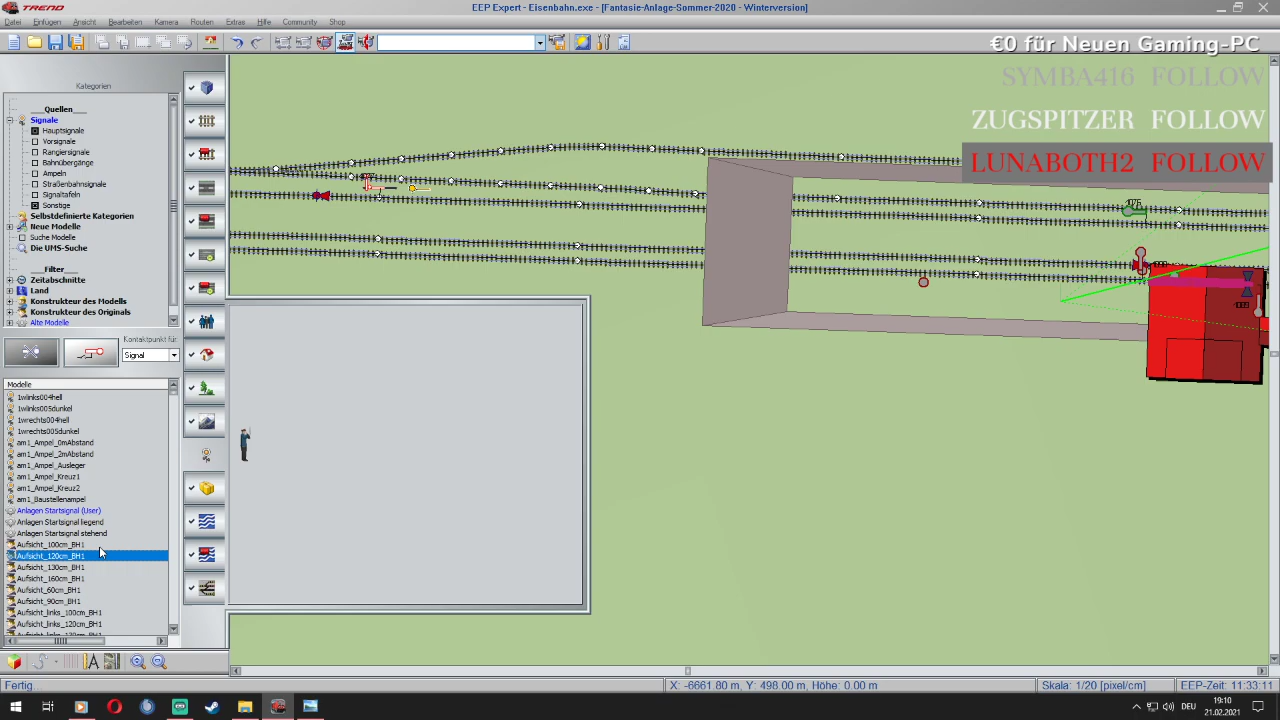 TREND
EEP Expert - Eisenbahn.exe - [Fantasie-Anlage-Sommer-2020 - Winterversion]
Datei Einfügen Ansicht Bearbeiten Kamera Routen Extras Hilfe Community Shop
€0 für Neuen Gaming-PC
SYMBA416 FOLLOW
ZUGSPITZER FOLLOW
LUNABOTH2 FOLLOW
Kategorien
___Quellen___
Signale
Hauptsignale
Vorsignale
Rangiersignale
Bahnübergänge
Ampeln
Straßenbahnsignale
Signaltafeln
Sonstige
Selbstdefinierte Kategorien
Neue Modelle
Suche Modelle
Die UMS-Suche
___Filter___
Zeitabschnitte
Land
Konstrukteure des Modells
Konstrukteure des Originals
Alte Modelle
Kontaktpunkt für:
Signal
Modelle
1wlinks004hell
1wlinks005dunkel
1wrechts004hell
1wrechts005dunkel
am1_Ampel_0mAbstand
am1_Ampel_2mAbstand
am1_Ampel_Ausleger
am1_Ampel_Kreuz1
am1_Ampel_Kreuz2
am1_Baustellenampel
Anlagen Startsignal (User)
Anlagen Startsignal liegend
Anlagen Startsignal stehend
Aufsicht_100cm_BH1
Aufsicht_120cm_BH1
Aufsicht_130cm_BH1
Aufsicht_160cm_BH1
Aufsicht_60cm_BH1
Aufsicht_90cm_BH1
Aufsicht_links_100cm_BH1
Aufsicht_links_120cm_BH1
Aufsicht_links_130cm_BH1
Fertig...
X: -6661.80 m, Y: 498.00 m, Höhe: 0.00 m
Skala: 1/20 [pixel/cm]
EEP-Zeit: 11:33:11
DEU
19:10
21.02.2021